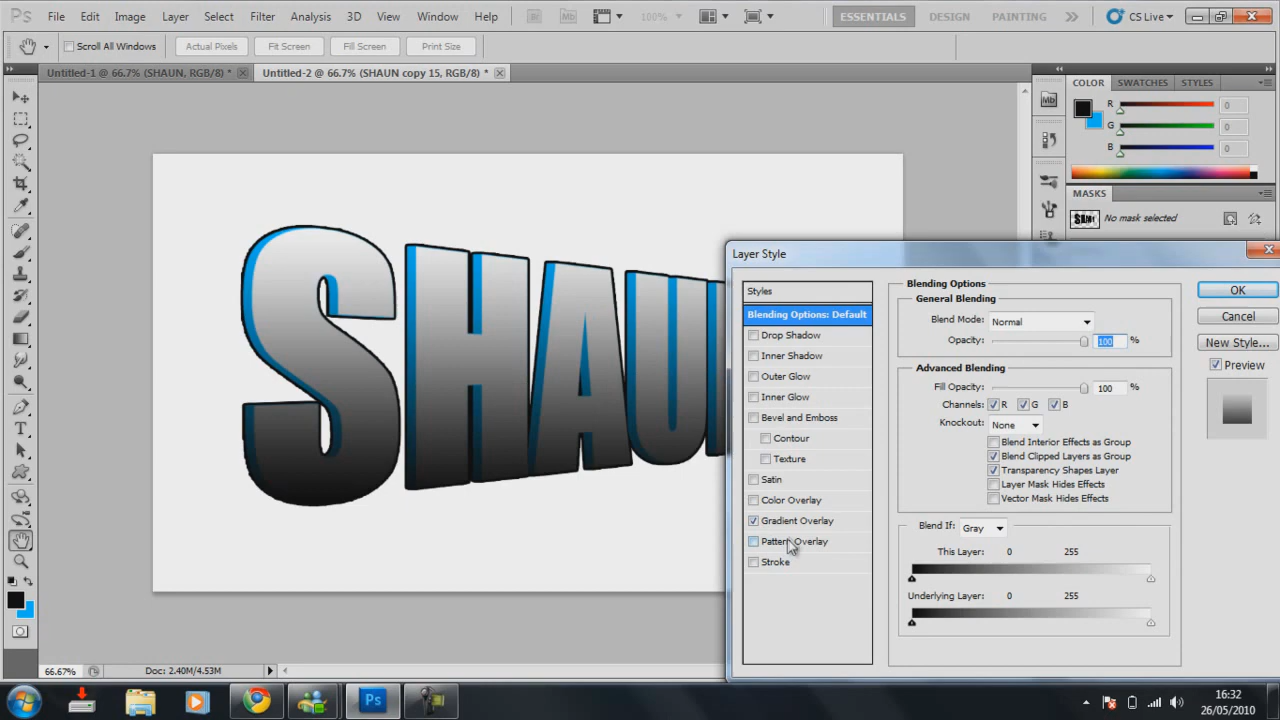 Ps File Edit Image Layer Select Filter Analysis 3D View Window Help Br Mb 100% ESSENTIALS DESIGN PAINTING CS Live
Scroll All Windows Actual Pixels Fit Screen Fill Screen Print Size
Untitled-1 @ 66.7% (SHAUN, RGB/8) * Untitled-2 @ 66.7% (SHAUN copy 15, RGB/8) *
COLOR SWATCHES STYLES
Mb
R 0
G 0
B 0
MASKS
No mask selected
SHAU
Layer Style
Styles
Blending Options: Default
Drop Shadow
Inner Shadow
Outer Glow
Inner Glow
Bevel and Emboss
Contour
Texture
Satin
Color Overlay
Gradient Overlay
Pattern Overlay
Stroke
Blending Options
General Blending
Blend Mode: Normal
Opacity: 100 %
Advanced Blending
Fill Opacity: 100 %
Channels: R G B
Knockout: None
Blend Interior Effects as Group
Blend Clipped Layers as Group
Transparency Shapes Layer
Layer Mask Hides Effects
Vector Mask Hides Effects
Blend If: Gray
This Layer: 0 255
Underlying Layer: 0 255
OK
Cancel
New Style...
Preview
T
66.67% Doc: 2.40M/4.53M
Ps
16:32
26/05/2010